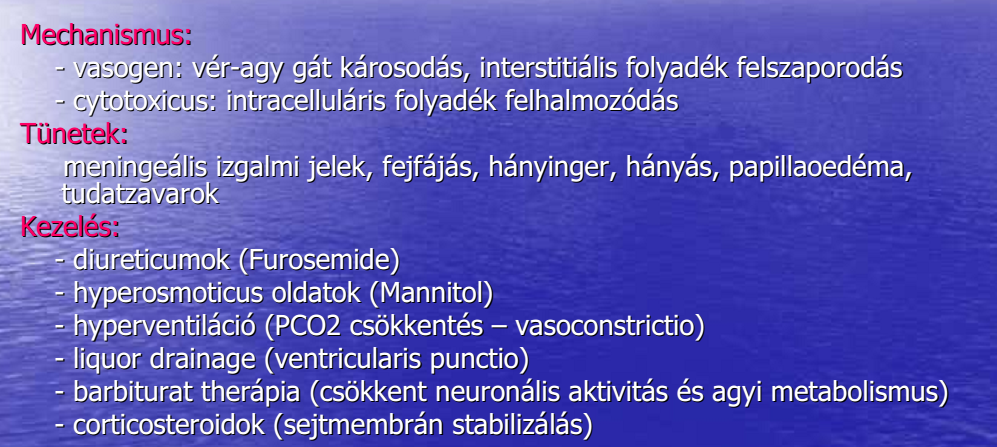 Mechanismus:
- vasogen: vér-agy gát károsodás, interstitiális folyadék felszaporodás
- cytotoxicus: intracelluláris folyadék felhalmozódás
Tünetek:
meningeális izgalmi jelek, fejfájás, hányinger, hányás, papillaoedéma,
tudatzavarok
Kezelés:
- diureticumok (Furosemide)
- hyperosmoticus oldatok (Mannitol)
- hyperventiláció (PCO2 csökkentés – vasoconstrictio)
- liquor drainage (ventricularis punctio)
- barbiturat therápia (csökkent neuronális aktivitás és agyi metabolismus)
- corticosteroidok (sejtmembrán stabilizálás)